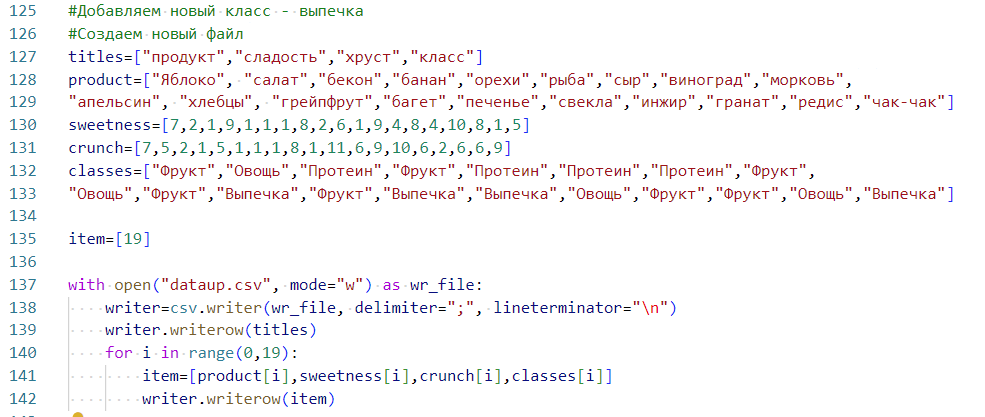 125 #Добавляем новый класс - выпечка
126 #Создаем новый файл
127 titles=["продукт","сладость","хруст","класс"]
128 product=["Яблоко", "салат","бекон","банан","орехи","рыба","сыр","виноград","морковь",
129 "апельсин", "хлебцы", "грейпфрут","багет","печенье","свекла","инжир","гранат","редис","чак-чак"]
130 sweetness=[7,2,1,9,1,1,1,8,2,6,1,9,4,8,4,10,8,1,5]
131 crunch=[7,5,2,1,5,1,1,1,8,1,11,6,9,10,6,2,6,6,9]
132 classes=["Фрукт","Овощь","Протеин","Фрукт","Протеин","Протеин","Протеин","Фрукт",
133 "Овощь","Фрукт","Выпечка","Фрукт","Выпечка","Выпечка","Овощь","Фрукт","Фрукт","Овощь","Выпечка"]
134
135 item=[19]
136
137 with open("dataup.csv", mode="w") as wr_file:
138     writer=csv.writer(wr_file, delimiter=";", lineterminator="\n")
139     writer.writerow(titles)
140     for i in range(0,19):
141         item=[product[i],sweetness[i],crunch[i],classes[i]]
142         writer.writerow(item)